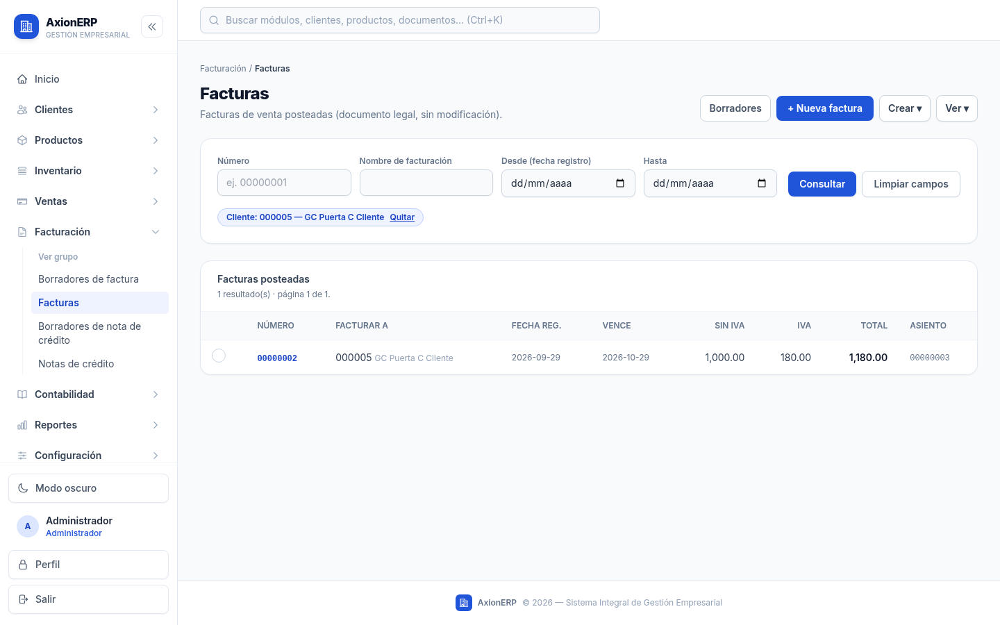 AxionERP
GESTIÓN EMPRESARIAL
Buscar módulos, clientes, productos, documentos... (Ctrl+K)
Inicio
Clientes
Productos
Inventario
Ventas
Facturación
Ver grupo
Borradores de factura
Facturas
Borradores de nota de
crédito
Notas de crédito
Contabilidad
Reportes
Configuración
Modo oscuro
A
Administrador
Administrador
Perfil
Salir
Facturación / Facturas
Facturas
Facturas de venta posteadas (documento legal, sin modificación).
Borradores
+ Nueva factura
Crear ▾
Ver ▾
Número
Nombre de facturación
Desde (fecha registro)
Hasta
ej. 00000001
dd/mm/aaaa
dd/mm/aaaa
Consultar
Limpiar campos
Cliente: 000005 — GC Puerta C Cliente Quitar
Facturas posteadas
1 resultado(s) · página 1 de 1.
NÚMERO FACTURAR A FECHA REG. VENCE SIN IVA IVA TOTAL ASIENTO
00000002 000005 GC Puerta C Cliente 2026-09-29 2026-10-29 1,000.00 180.00 1,180.00 00000003
AxionERP © 2026 — Sistema Integral de Gestión Empresarial